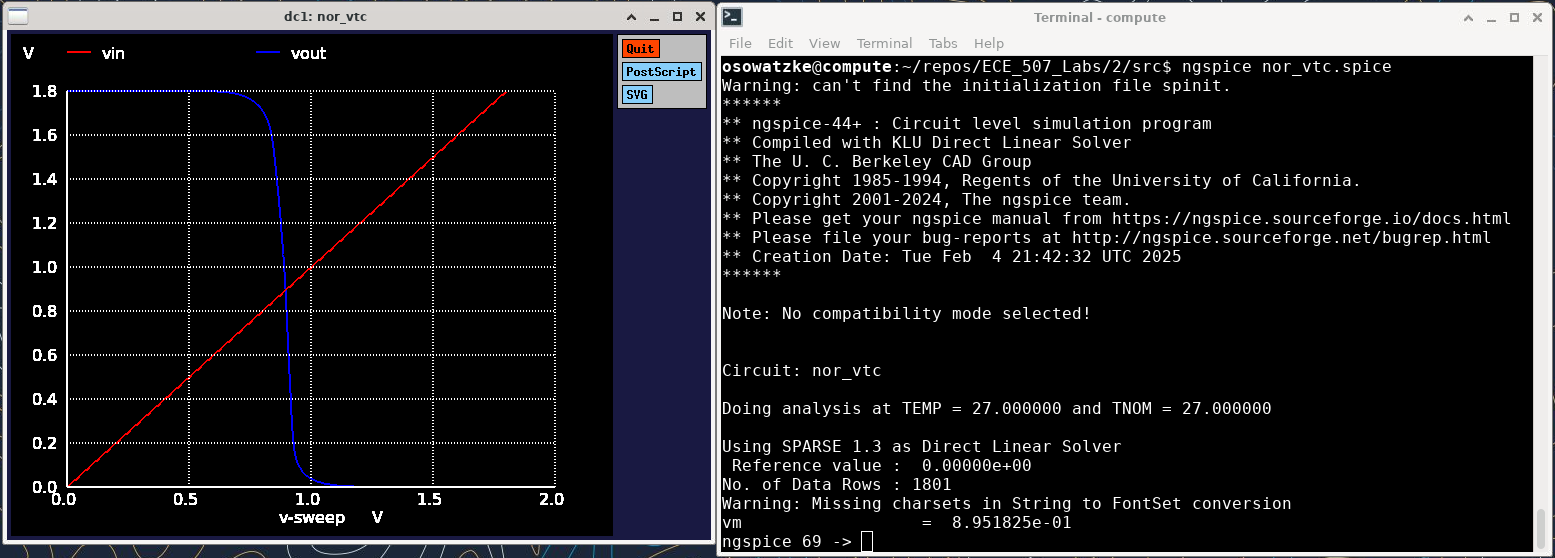 dc1: nor_vtc
V vin vout
Quit
PostScript
SVG
1.8
1.6
1.4
1.2
1.0
0.8
0.6
0.4
0.2
0.0
0.0 0.5 1.0 1.5 2.0
v-sweep V
Terminal - compute
File Edit View Terminal Tabs Help
osowatzke@compute:~/repos/ECE_507_Labs/2/src$ ngspice nor_vtc.spice
Warning: can't find the initialization file spinit.
******
** ngspice-44+ : Circuit level simulation program
** Compiled with KLU Direct Linear Solver
** The U. C. Berkeley CAD Group
** Copyright 1985-1994, Regents of the University of California.
** Copyright 2001-2024, The ngspice team.
** Please get your ngspice manual from https://ngspice.sourceforge.io/docs.html
** Please file your bug-reports at http://ngspice.sourceforge.net/bugrep.html
** Creation Date: Tue Feb  4 21:42:32 UTC 2025
******
Note: No compatibility mode selected!
Circuit: nor_vtc
Doing analysis at TEMP = 27.000000 and TNOM = 27.000000
Using SPARSE 1.3 as Direct Linear Solver
Reference value :  0.00000e+00
No. of Data Rows : 1801
Warning: Missing charsets in String to FontSet conversion
vm                  =  8.951825e-01
ngspice 69 ->